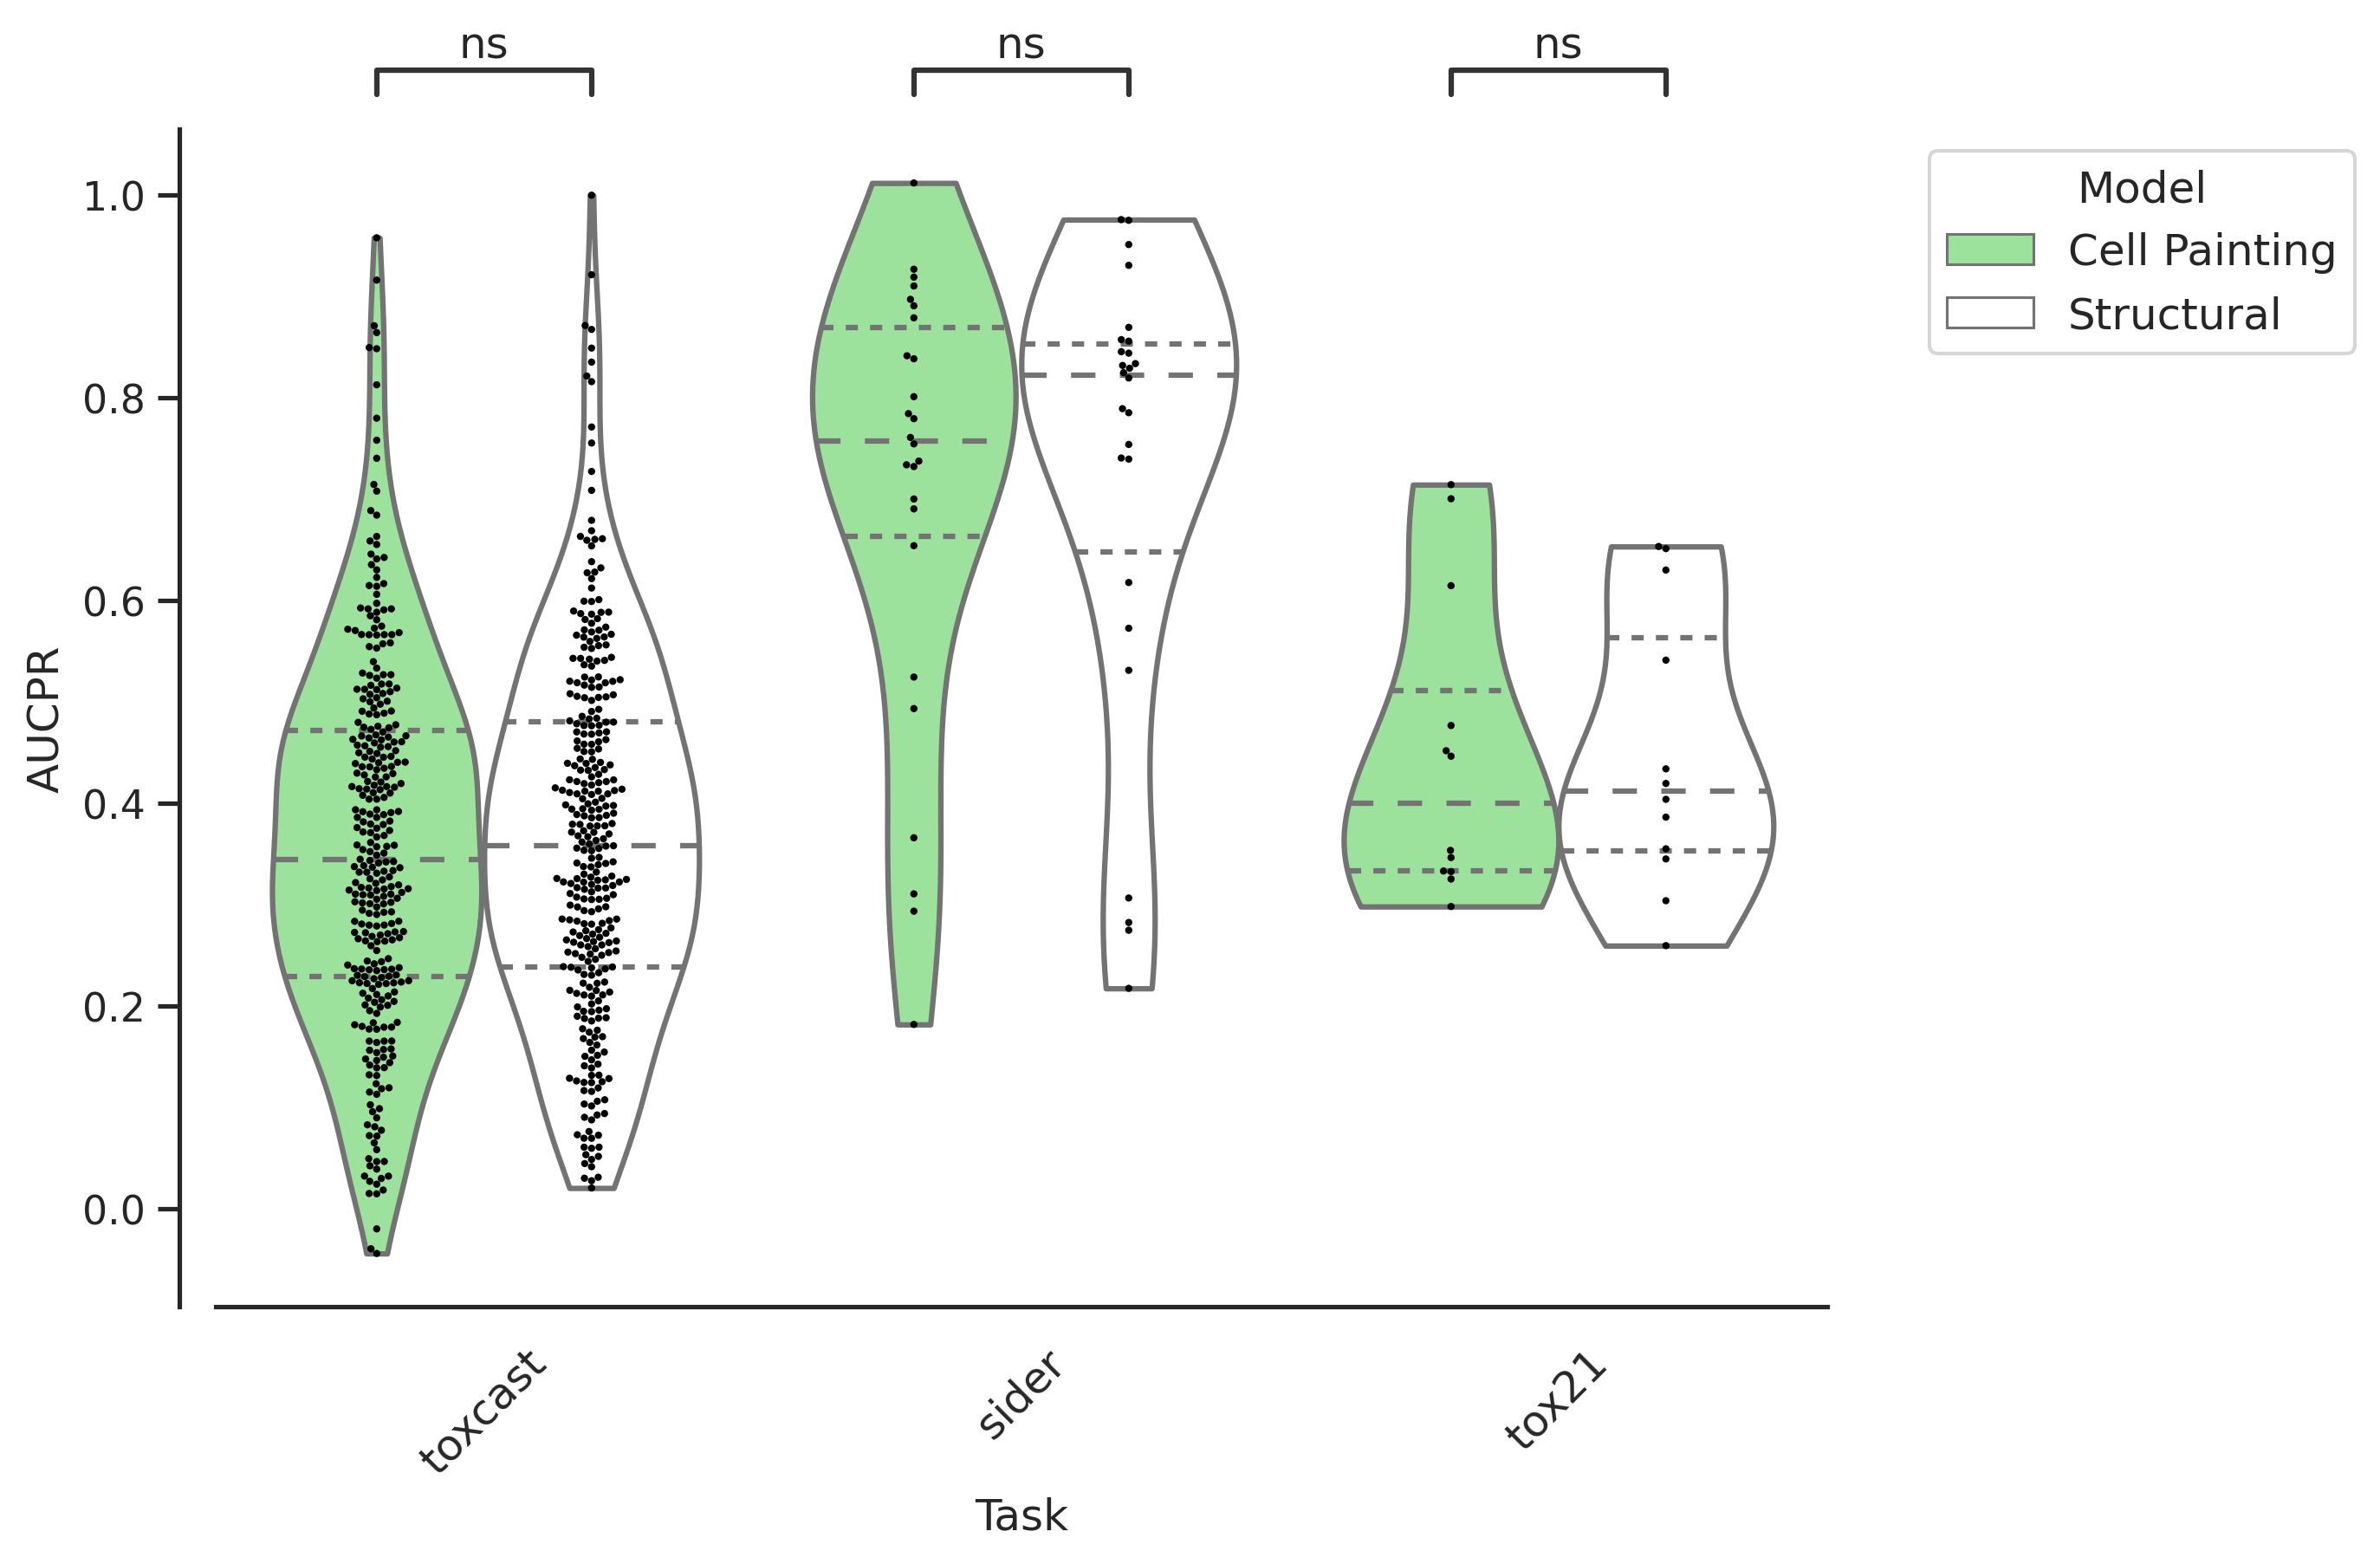 ns
ns
ns
Model
Cell Painting
Structural
AUCPR
1.0
0.8
0.6
0.4
0.2
0.0
toxcast
sider
tox21
Task